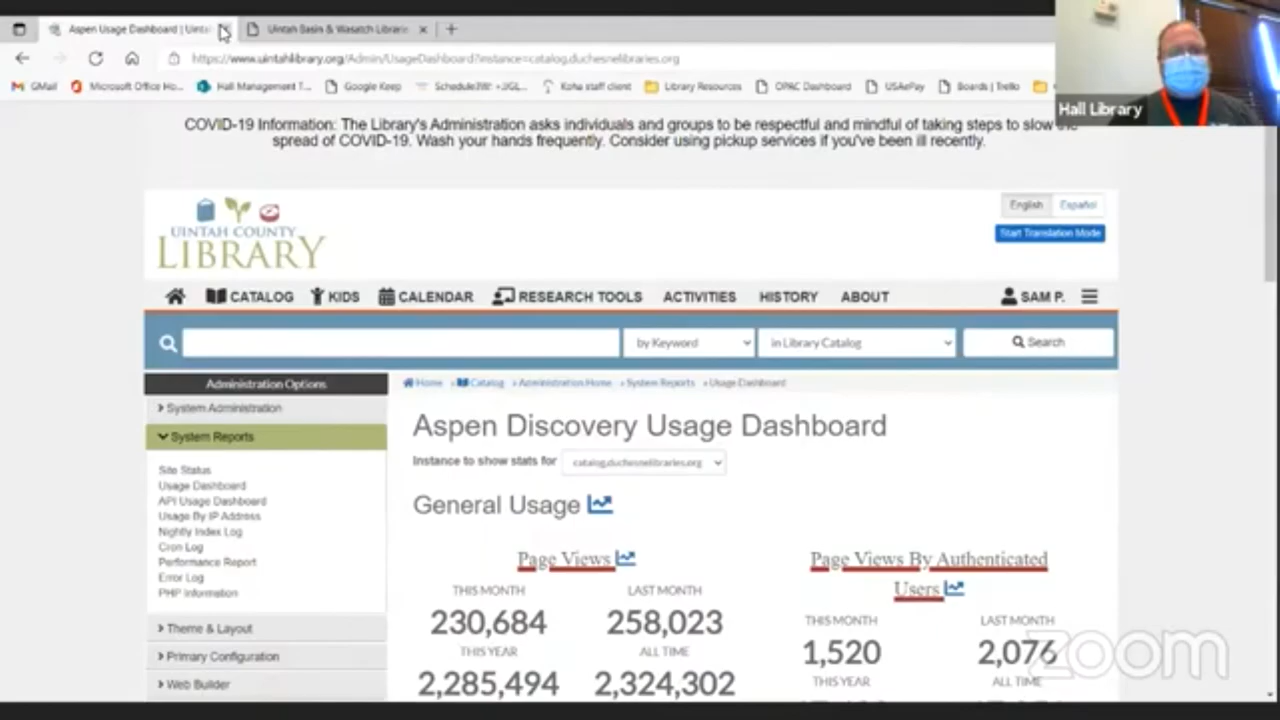 Aspen Usage Dashboard | Uinta
Uintah Basin & Wasatch Librarie
https://www.uintahlibrary.org/Admin/UsageDashboard?instance=catalog.duchesnelibraries.org
GMail
Microsoft Office Ho...
Hall Management T...
Google Keep
Koha staff client
Library Resources
OPAC Dashboard
USAePay
Boards | Trello
Hall Library
COVID-19 Information: The Library's Administration asks individuals and groups to be respectful and mindful of taking steps to slow the
spread of COVID-19. Wash your hands frequently. Consider using pickup services if you've been ill recently.
UINTAH COUNTY
LIBRARY
English Español
Start Translation Mode
CATALOG KIDS CALENDAR RESEARCH TOOLS ACTIVITIES HISTORY ABOUT SAM P.
by Keyword in Library Catalog Search
Administration Options
Home » Catalog » Administration Home » System Reports » Usage Dashboard
System Administration
System Reports
Site Status
Usage Dashboard
API Usage Dashboard
Usage By IP Address
Nightly Index Log
Cron Log
Performance Report
Error Log
PHP Information
Theme & Layout
Primary Configuration
Web Builder
Aspen Discovery Usage Dashboard
Instance to show stats for catalog.duchesnelibraries.org
General Usage
Page Views
THIS MONTH LAST MONTH
230,684 258,023
THIS YEAR ALL TIME
2,285,494 2,324,302
Page Views By Authenticated
Users
THIS MONTH LAST MONTH
1,520 2,076
THIS YEAR ALL TIME
zoom